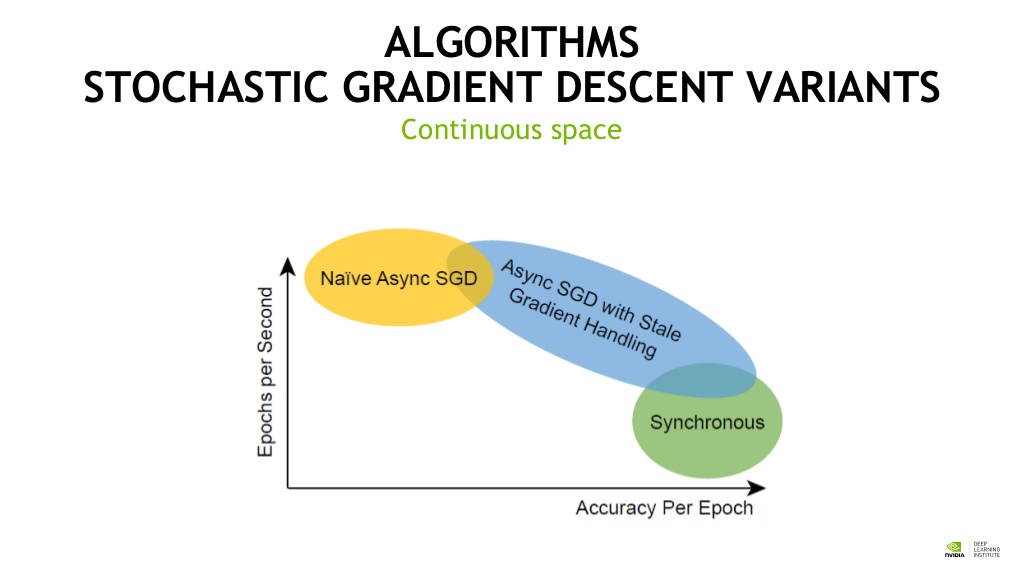 ALGORITHMS
STOCHASTIC GRADIENT DESCENT VARIANTS
Continuous space
Naïve Async SGD
Async SGD with Stale
Gradient Handling
Synchronous
Epochs per Second
Accuracy Per Epoch
NVIDIA
DEEP
LEARNING
INSTITUTE